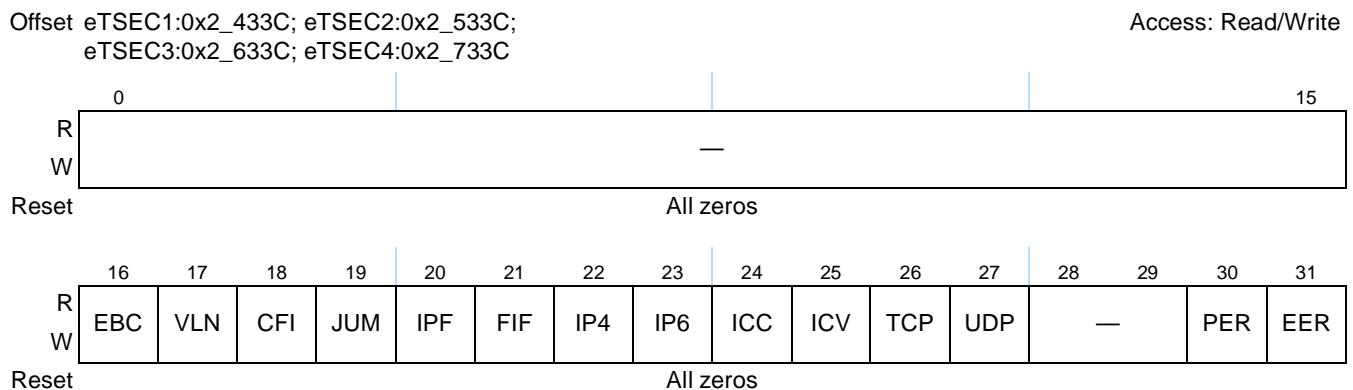 Offset eTSEC1:0x2_433C; eTSEC2:0x2_533C; Access: Read/Write
eTSEC3:0x2_633C; eTSEC4:0x2_733C
0 15
R
—
W
Reset All zeros
16 17 18 19 20 21 22 23 24 25 26 27 28 29 30 31
R
EBC VLN CFI JUM IPF FIF IP4 IP6 ICC ICV TCP UDP — PER EER
W
Reset All zeros